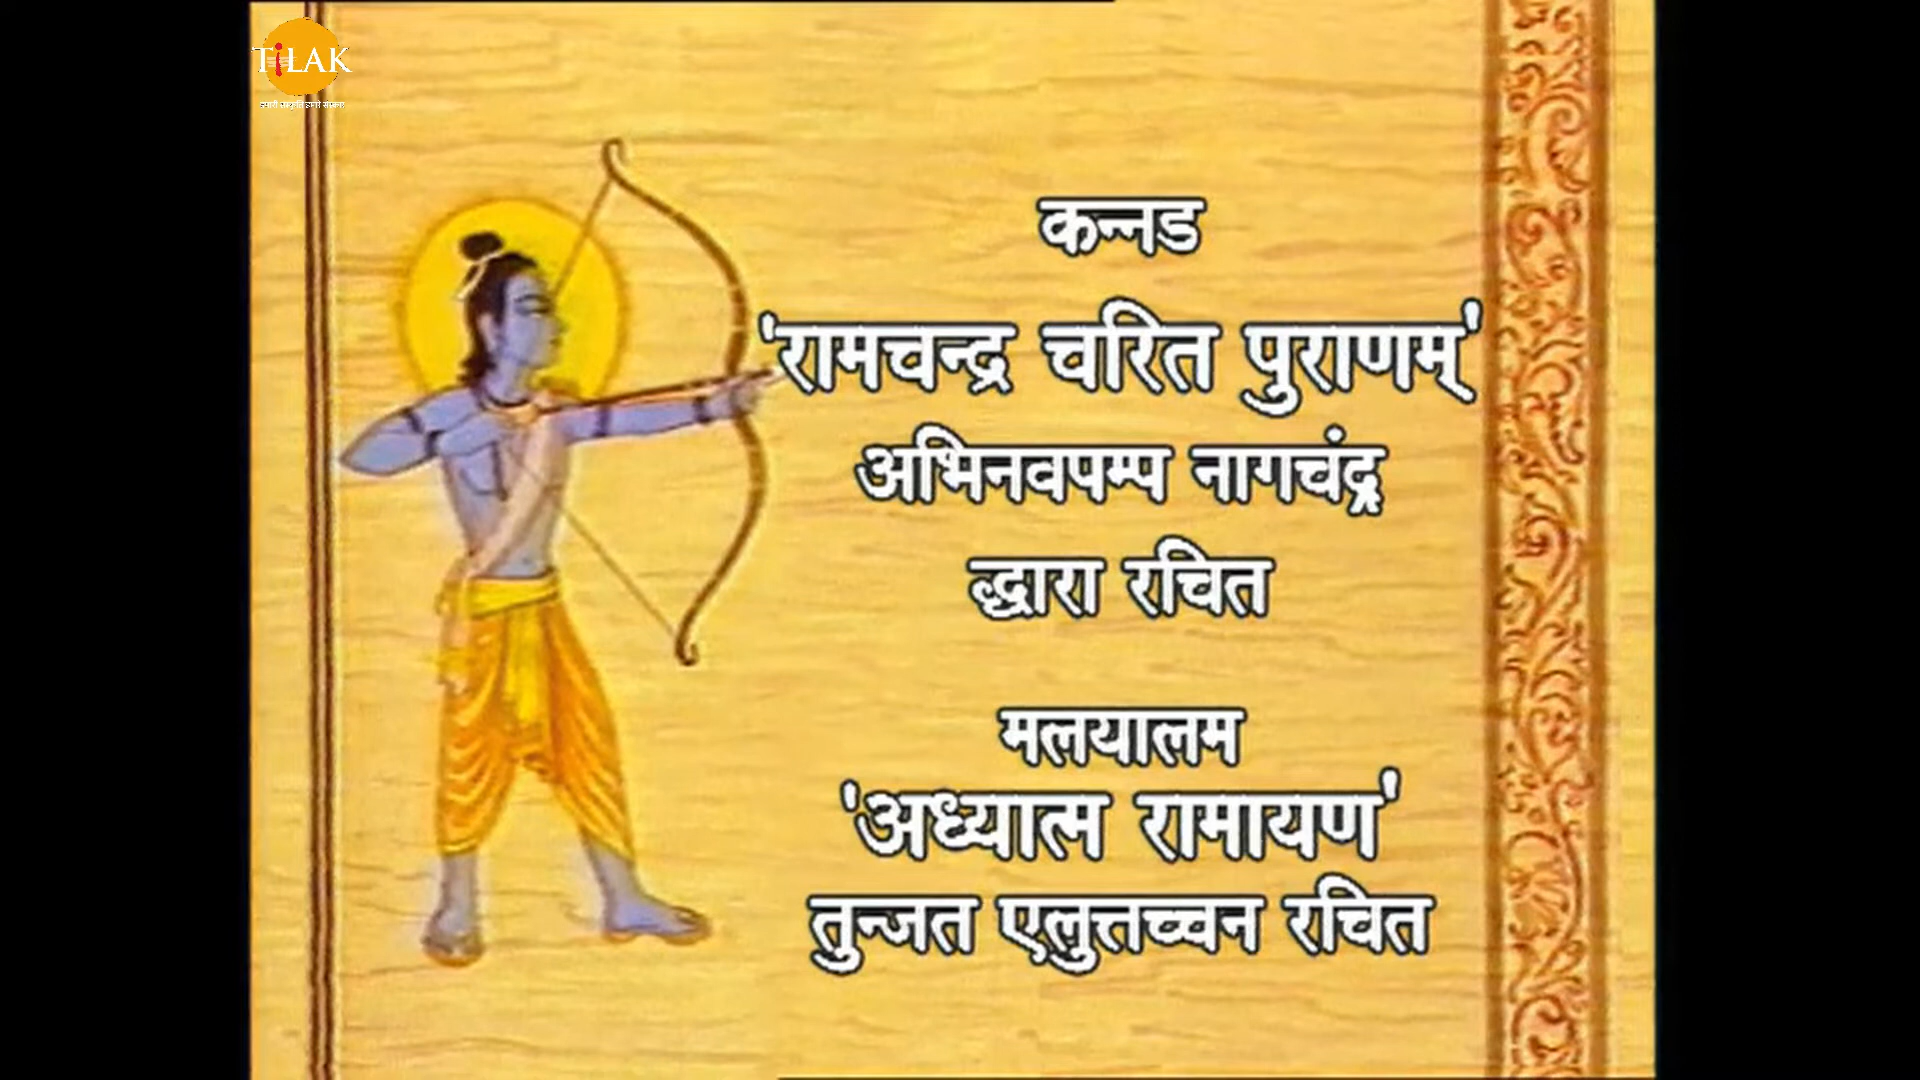 TiLAK
कन्नड
'रामचन्द्र चरित पुराणम्'
अभिनवपम्प नागचंद्र
द्धारा रचित
मलयालम
'अध्यात्म रामायण'
तुन्जत एलुत्तच्चन रचित